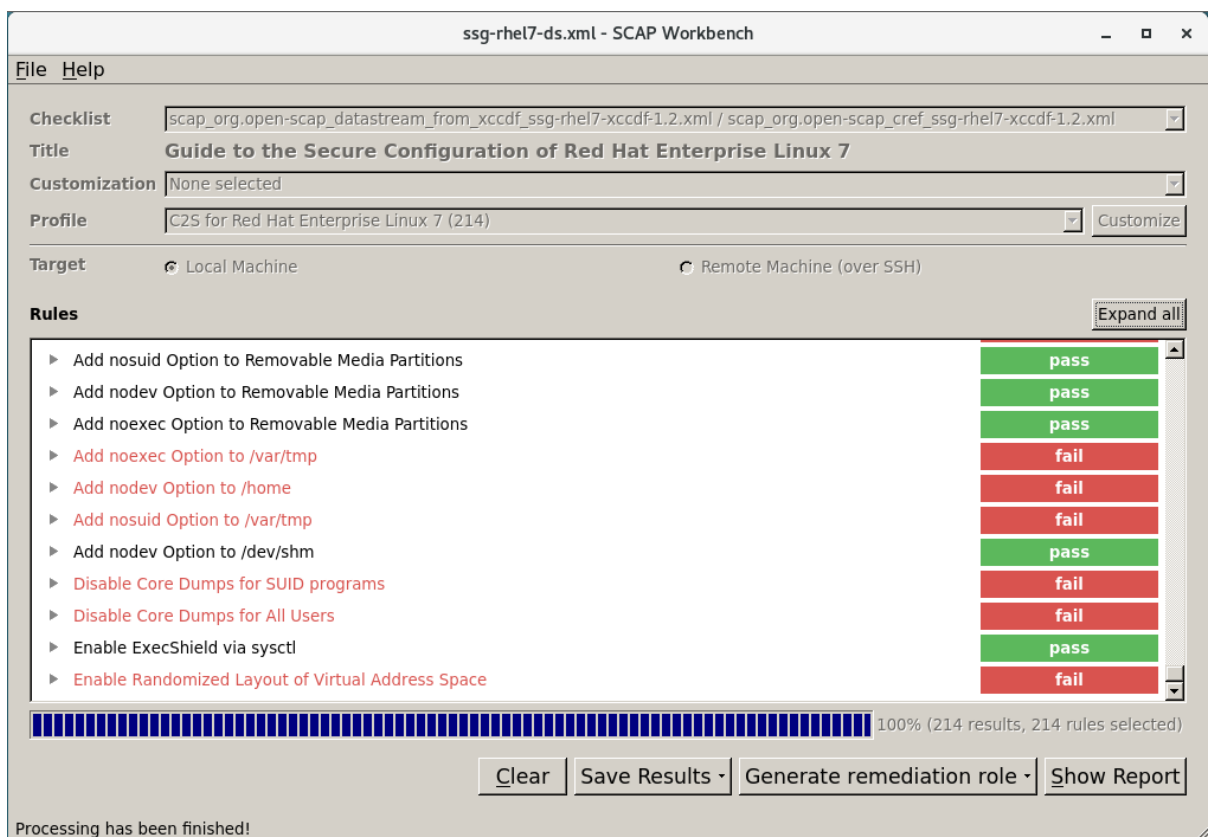 ssg-rhel7-ds.xml - SCAP Workbench
File Help
Checklist scap_org.open-scap_datastream_from_xccdf_ssg-rhel7-xccdf-1.2.xml / scap_org.open-scap_cref_ssg-rhel7-xccdf-1.2.xml
Title Guide to the Secure Configuration of Red Hat Enterprise Linux 7
Customization None selected
Profile C2S for Red Hat Enterprise Linux 7 (214) Customize
Target Local Machine Remote Machine (over SSH)
Rules Expand all
Add nosuid Option to Removable Media Partitions pass
Add nodev Option to Removable Media Partitions pass
Add noexec Option to Removable Media Partitions pass
Add noexec Option to /var/tmp fail
Add nodev Option to /home fail
Add nosuid Option to /var/tmp fail
Add nodev Option to /dev/shm pass
Disable Core Dumps for SUID programs fail
Disable Core Dumps for All Users fail
Enable ExecShield via sysctl pass
Enable Randomized Layout of Virtual Address Space fail
100% (214 results, 214 rules selected)
Clear Save Results Generate remediation role Show Report
Processing has been finished!